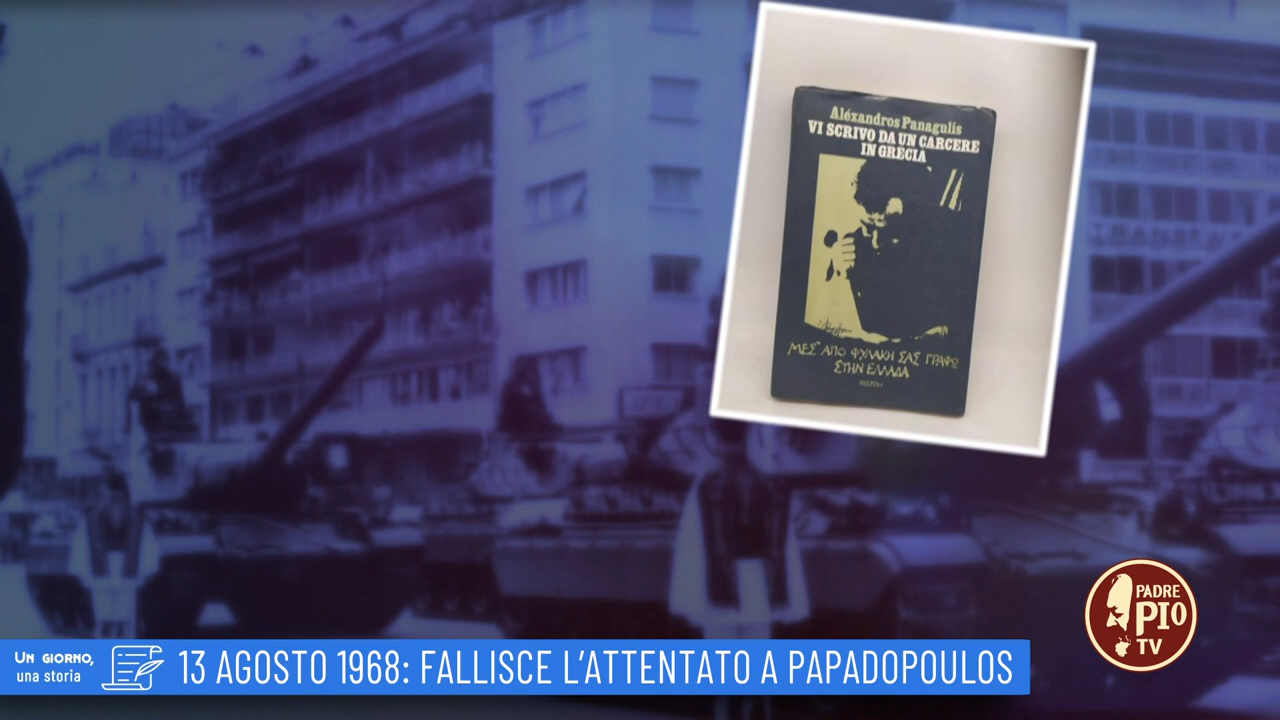 Aléxandros Panagulis
VI SCRIVO DA UN CARCERE
IN GRECIA
ΜΕΣ' ΑΠΟ ΦΥΛΑΚΗ ΣΑΣ ΓΡΑΦΩ
ΣΤΗΝ ΕΛΛΑΔΑ
RIZZOLI
PADRE
PIO
TV
UN GIORNO,
una storia
13 AGOSTO 1968: FALLISCE L'ATTENTATO A PAPADOPOULOS